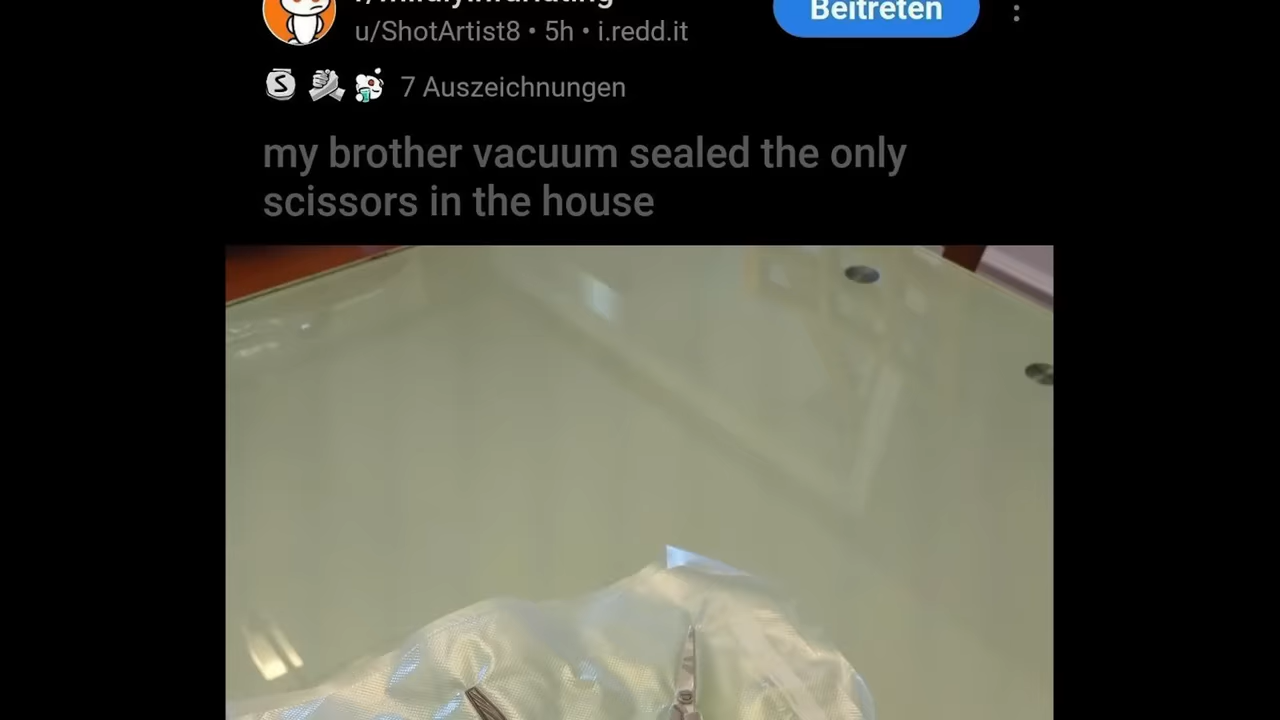 u/ShotArtist8 • 5h • i.redd.it
Beitreten
7 Auszeichnungen
my brother vacuum sealed the only
scissors in the house